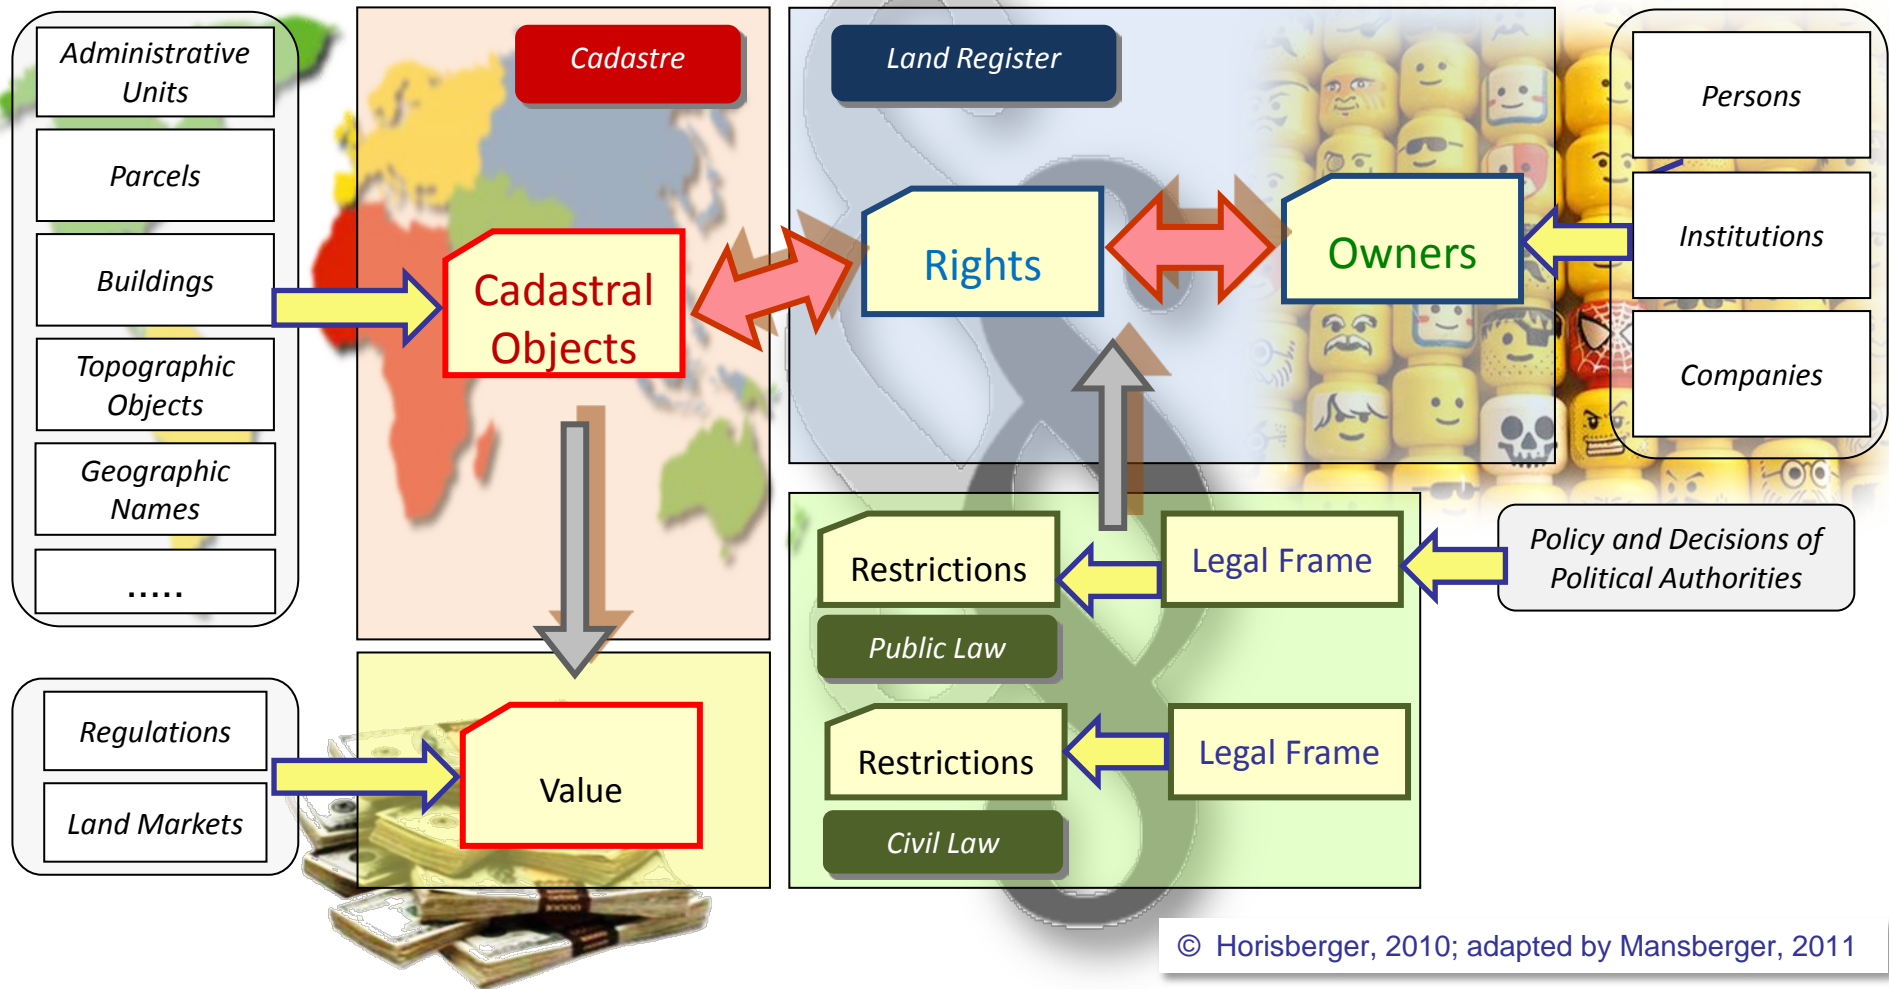 Administrative
Units
Parcels
Buildings
Topographic
Objects
Geographic
Names
.....
Regulations
Land Markets
Cadastre
Cadastral
Objects
Value
Land Register
Rights
Owners
Persons
Institutions
Companies
Restrictions
Legal Frame
Policy and Decisions of
Political Authorities
Public Law
Restrictions
Legal Frame
Civil Law
© Horisberger, 2010; adapted by Mansberger, 2011